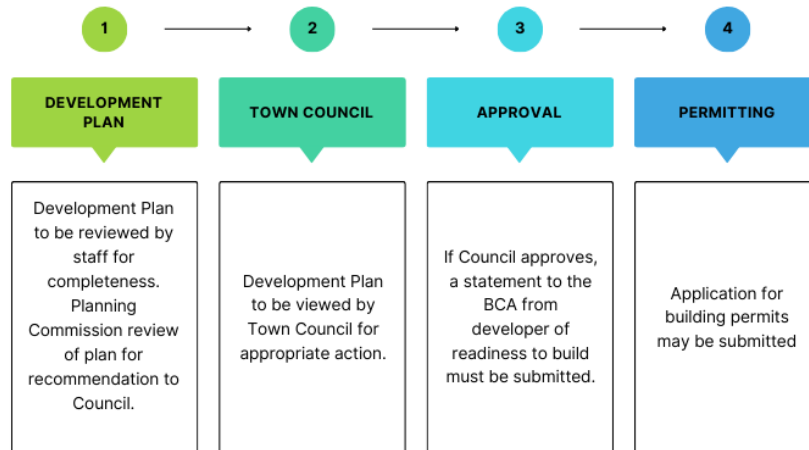 1
2
3
4
DEVELOPMENT
PLAN
TOWN COUNCIL
APPROVAL
PERMITTING
Development Plan
to be reviewed by
staff for
completeness.
Planning
Commission review
of plan for
recommendation to
Council.
Development Plan
to be viewed by
Town Council for
appropriate action.
If Council approves,
a statement to the
BCA from
developer of
readiness to build
must be submitted.
Application for
building permits
may be submitted